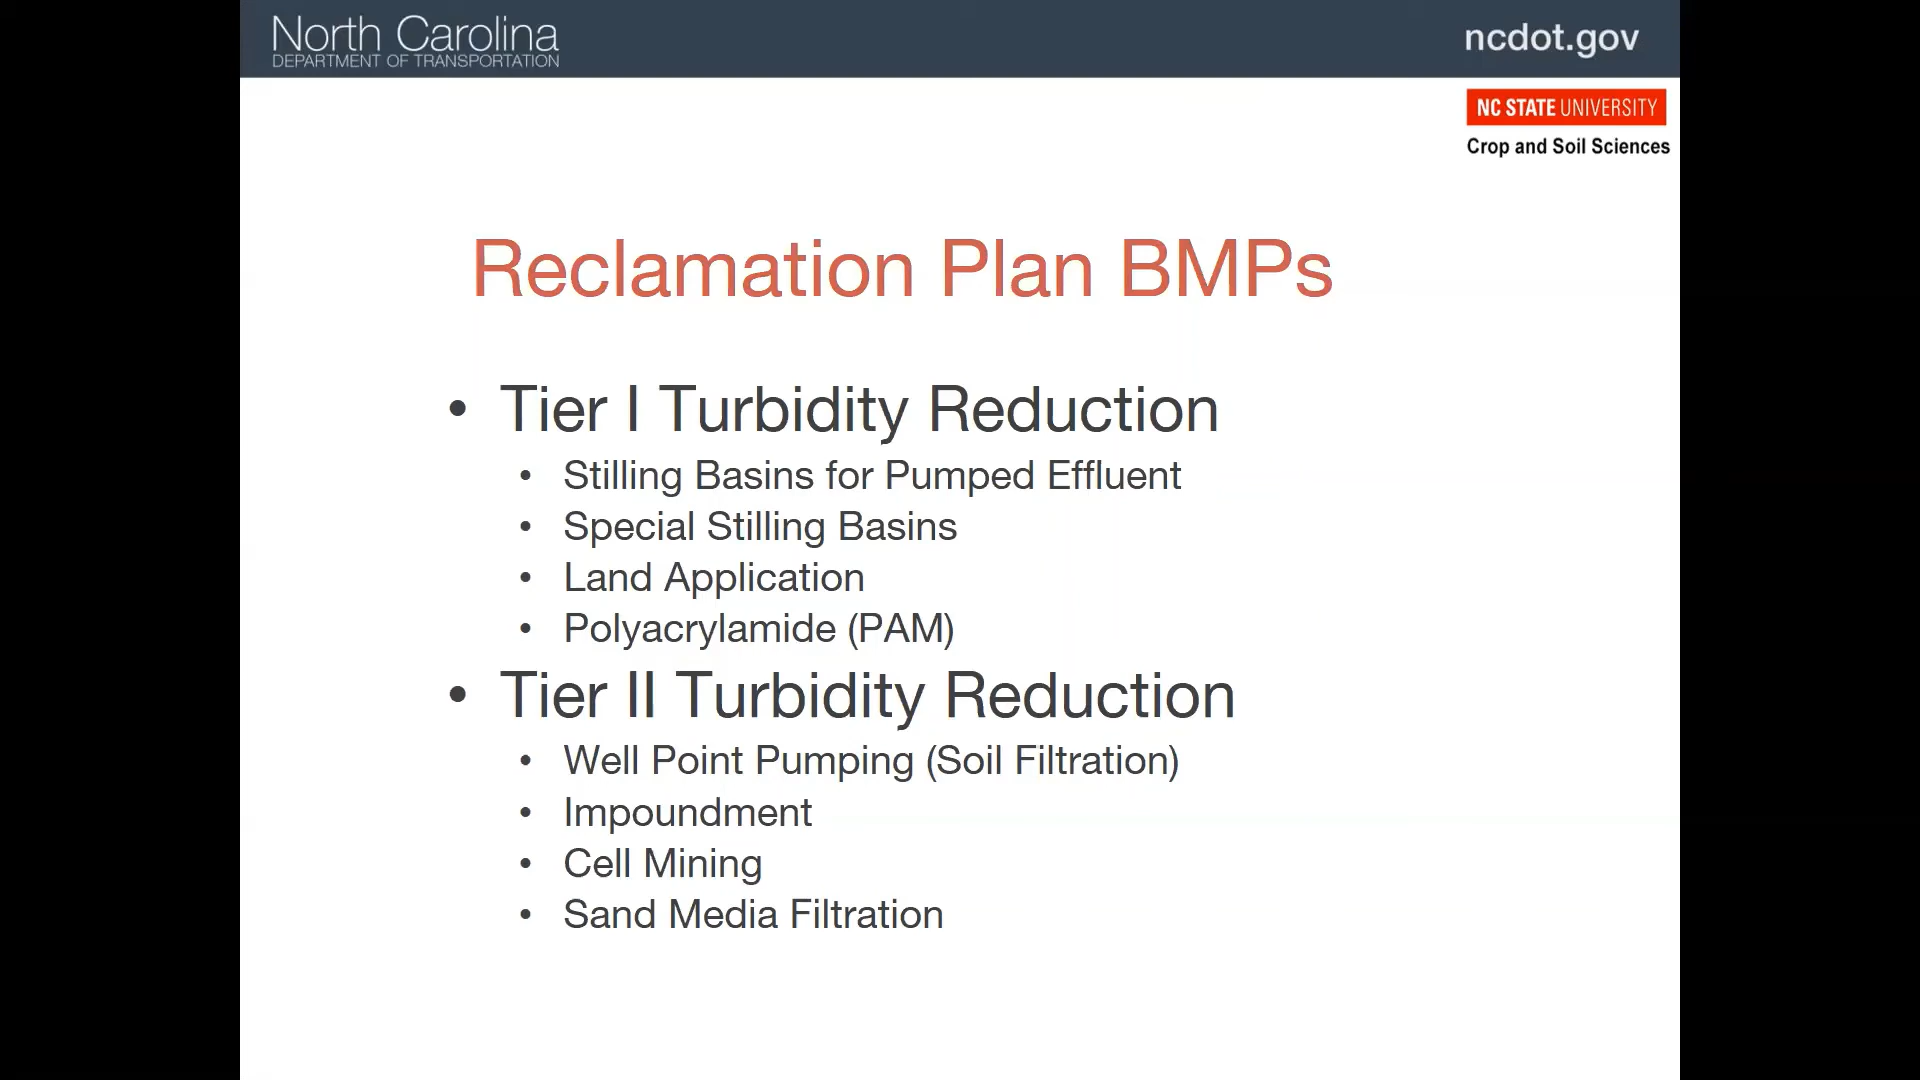 North Carolina
DEPARTMENT OF TRANSPORTATION
ncdot.gov
NC STATE UNIVERSITY
Crop and Soil Sciences
Reclamation Plan BMPs
• Tier I Turbidity Reduction
• Stilling Basins for Pumped Effluent
• Special Stilling Basins
• Land Application
• Polyacrylamide (PAM)
• Tier II Turbidity Reduction
• Well Point Pumping (Soil Filtration)
• Impoundment
• Cell Mining
• Sand Media Filtration